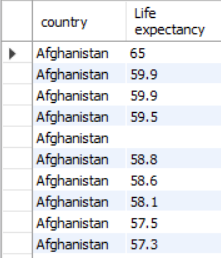 country Life expectancy
Afghanistan 65
Afghanistan 59.9
Afghanistan 59.9
Afghanistan 59.5
Afghanistan
Afghanistan 58.8
Afghanistan 58.6
Afghanistan 58.1
Afghanistan 57.5
Afghanistan 57.3